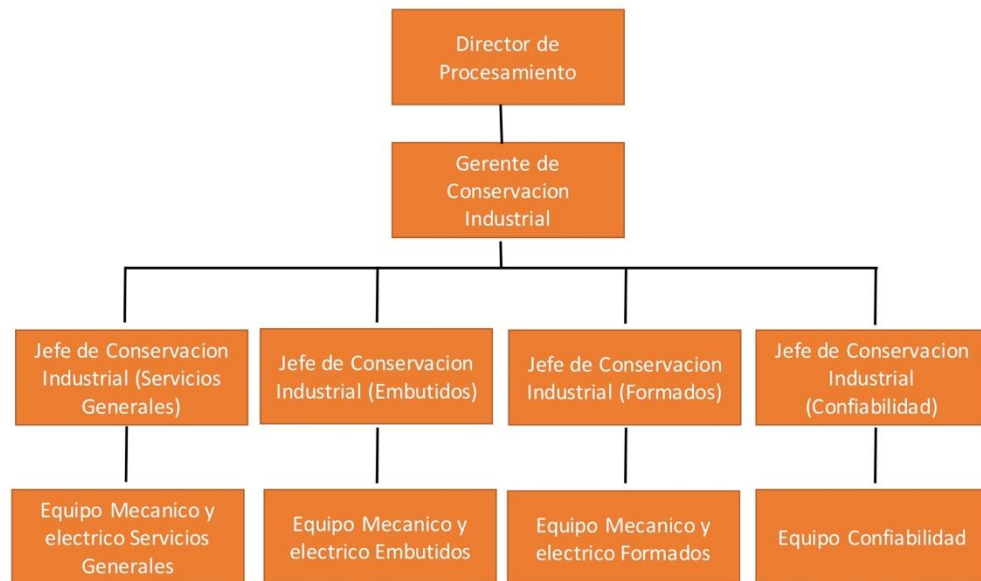 Director de
Procesamiento
Gerente de
Conservacion
Industrial
Jefe de Conservacion
Industrial (Servicios
Generales)
Jefe de Conservacion
Industrial (Embutidos)
Jefe de Conservacion
Industrial (Formados)
Jefe de Conservacion
Industrial
(Confiabilidad)
Equipo Mecanico y
electrico Servicios
Generales
Equipo Mecanico y
electrico Embutidos
Equipo Mecanico y
electrico Formados
Equipo Confiabilidad